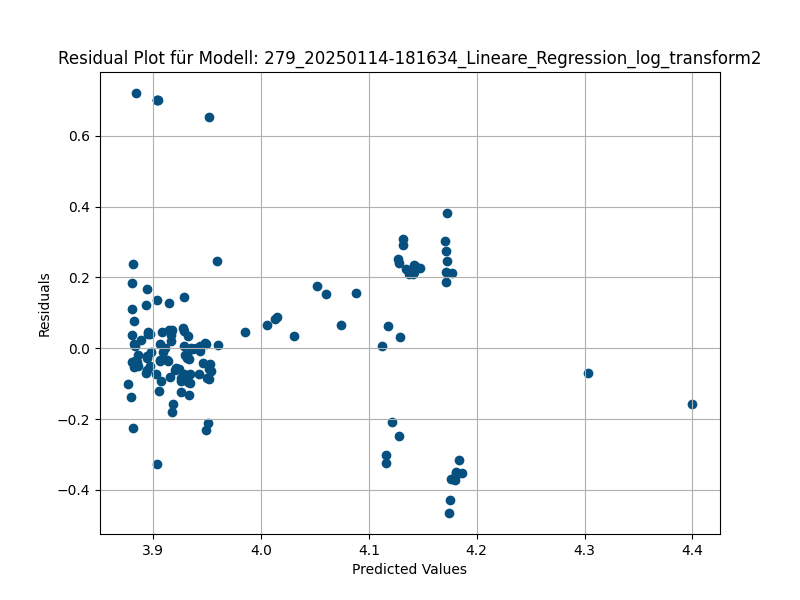 Residual Plot für Modell: 279_20250114-181634_Lineare_Regression_log_transform2
Residuals
0.6
0.4
0.2
0.0
−0.2
−0.4
3.9 4.0 4.1 4.2 4.3 4.4
Predicted Values